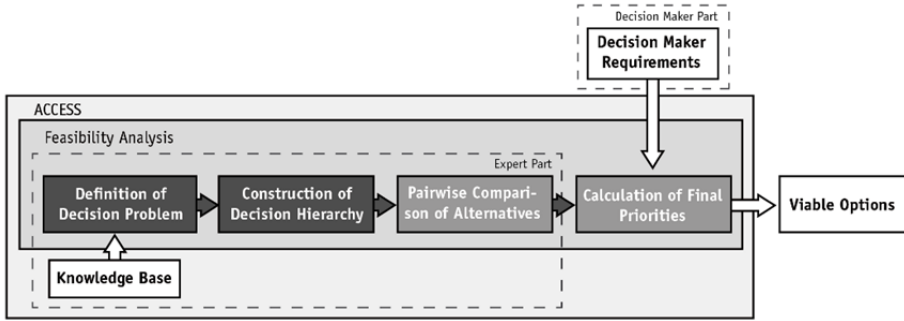 Decision Maker Part
Decision Maker
Requirements
ACCESS
Feasibility Analysis
Expert Part
Definition of
Decision Problem
Construction of
Decision Hierarchy
Pairwise Compari-
son of Alternatives
Calculation of Final
Priorities
Viable Options
Knowledge Base